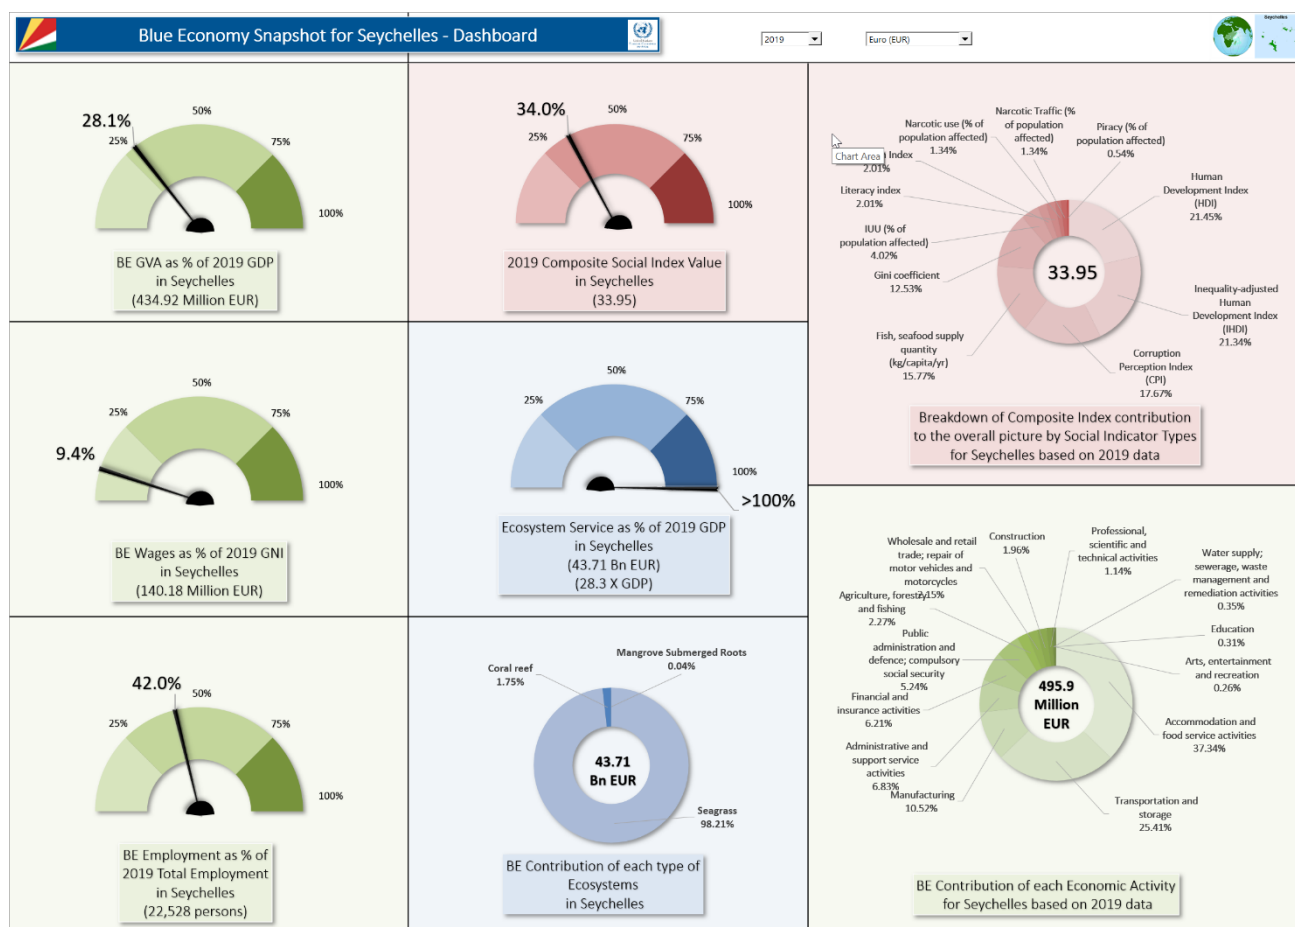 Blue Economy Snapshot for Seychelles - Dashboard
2019
Euro (EUR)
Seychelles
28.1%
25%
50%
75%
100%
BE GVA as % of 2019 GDP
in Seychelles
(434.92 Million EUR)
34.0%
25%
50%
75%
100%
2019 Composite Social Index Value
in Seychelles
(33.95)
Chart Area
Index
2.01%
Narcotic use (% of
population affected)
1.34%
Narcotic Traffic (%
of population
affected)
1.34%
Piracy (% of
population affected)
0.54%
Human
Development Index
(HDI)
21.45%
Literacy index
2.01%
IUU (% of
population affected)
4.02%
Gini coefficient
12.53%
33.95
Inequality-adjusted
Human
Development Index
(IHDI)
21.34%
Fish, seafood supply
quantity
(kg/capita/yr)
15.77%
Corruption
Perception Index
(CPI)
17.67%
Breakdown of Composite Index contribution
to the overall picture by Social Indicator Types
for Seychelles based on 2019 data
9.4%
25%
50%
75%
100%
BE Wages as % of 2019 GNI
in Seychelles
(140.18 Million EUR)
25%
50%
75%
100%
>100%
Ecosystem Service as % of 2019 GDP
in Seychelles
(43.71 Bn EUR)
(28.3 X GDP)
42.0%
25%
50%
75%
100%
BE Employment as % of
2019 Total Employment
in Seychelles
(22,528 persons)
Coral reef
1.75%
Mangrove Submerged Roots
0.04%
43.71
Bn EUR
Seagrass
98.21%
BE Contribution of each type of
Ecosystems
in Seychelles
Wholesale and retail
trade; repair of
motor vehicles and
motorcycles
2.15%
Construction
1.96%
Professional,
scientific and
technical activities
1.14%
Water supply;
sewerage, waste
management and
remediation activities
0.35%
Agriculture, forestry
and fishing
2.27%
Education
0.31%
Public
administration and
defence; compulsory
social security
5.24%
Arts, entertainment
and recreation
0.26%
Financial and
insurance activities
6.21%
495.9
Million
EUR
Accommodation and
food service activities
37.34%
Administrative and
support service
activities
6.83%
Manufacturing
10.52%
Transportation and
storage
25.41%
BE Contribution of each Economic Activity
for Seychelles based on 2019 data